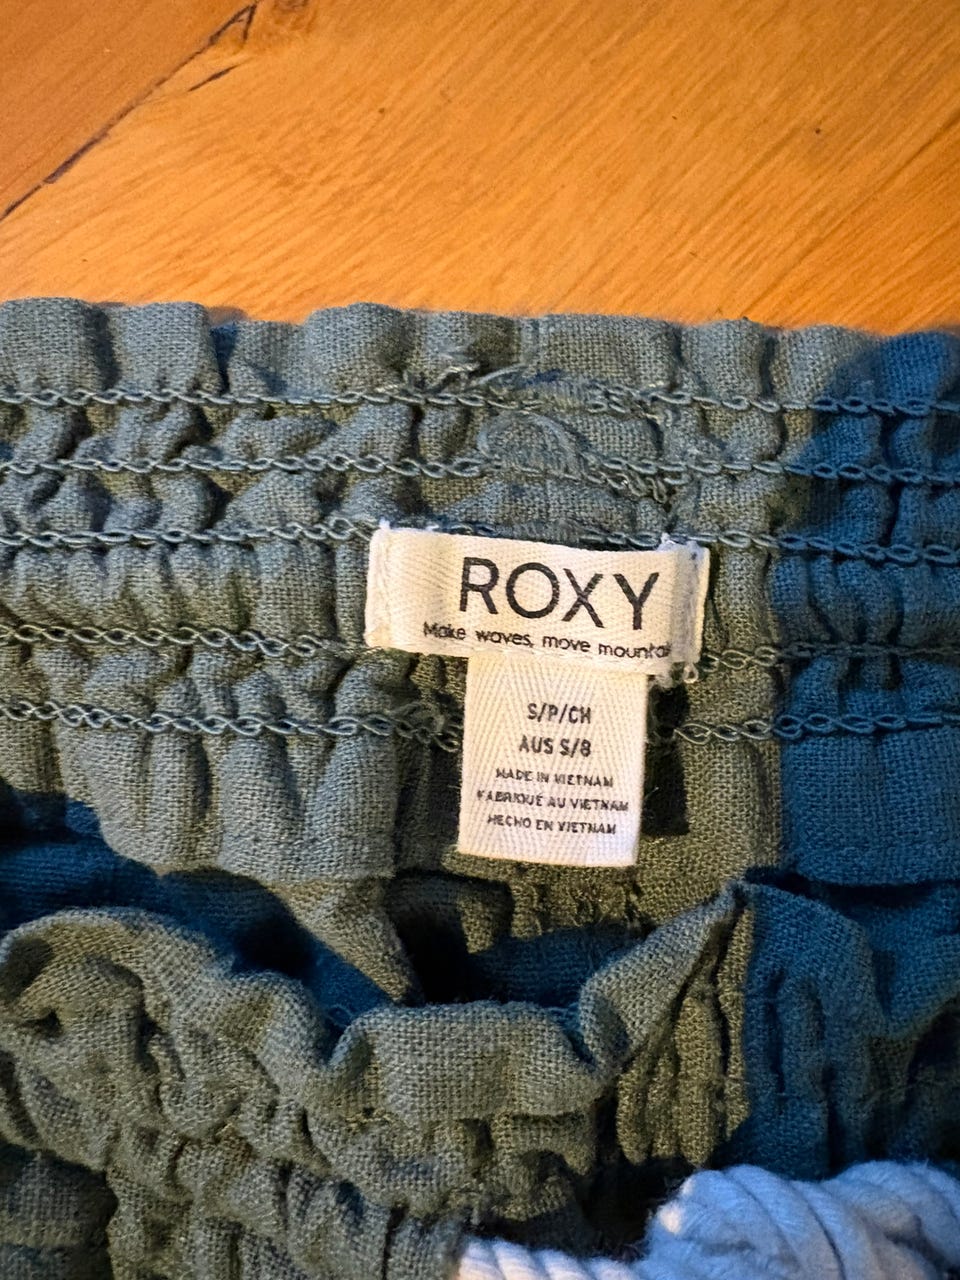 ROXY
Make waves, move mountai
S/P/CH
AUS S/8
MADE IN VIETNAM
FABRIQUÉ AU VIETNAM
HECHO EN VIETNAM